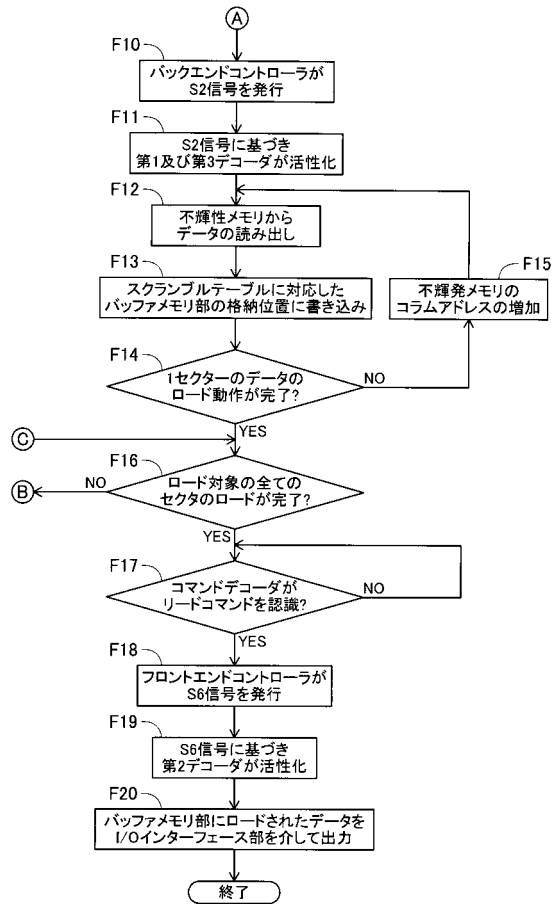 A
F10
バックエンドコントローラが
S2信号を発行
F11
S2信号に基づき
第1及び第3デコーダが活性化
F12
不輝性メモリから
データの読み出し
F13
スクランブルテーブルに対応した
バッファメモリ部の格納位置に書き込み
F15
不輝発メモリの
コラムアドレスの増加
F14
1セクターのデータの
ロード動作が完了?
NO
YES
C
F16
ロード対象の全ての
セクタのロードが完了?
NO
B
YES
F17
コマンドデコーダが
リードコマンドを認識?
NO
YES
F18
フロントエンドコントローラが
S6信号を発行
F19
S6信号に基づき
第2デコーダが活性化
F20
バッファメモリ部にロードされたデータを
I/Oインターフェース部を介して出力
終了